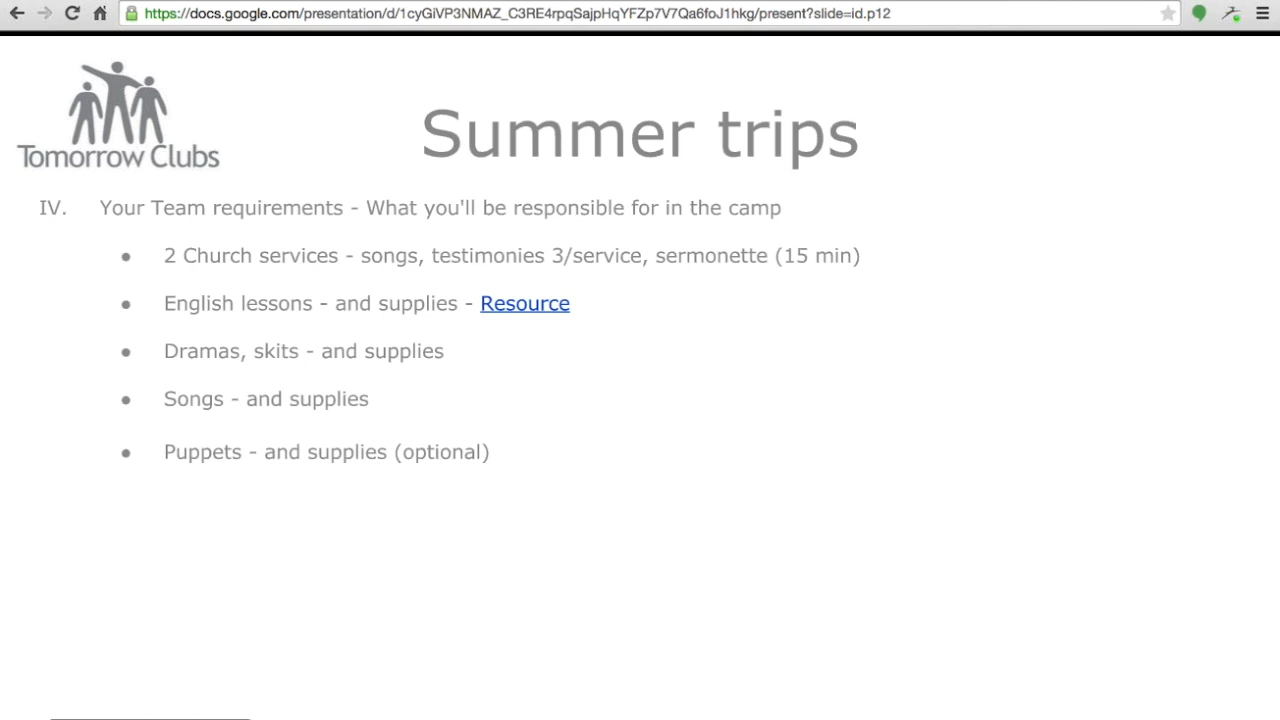 https://docs.google.com/presentation/d/1cyGiVP3NMAZ_C3RE4rpqSajpHqYFZp7V7Qa6foJ1hkg/present?slide=id.p12
Tomorrow Clubs
Summer trips
IV. Your Team requirements - What you'll be responsible for in the camp
● 2 Church services - songs, testimonies 3/service, sermonette (15 min)
● English lessons - and supplies - Resource
● Dramas, skits - and supplies
● Songs - and supplies
● Puppets - and supplies (optional)